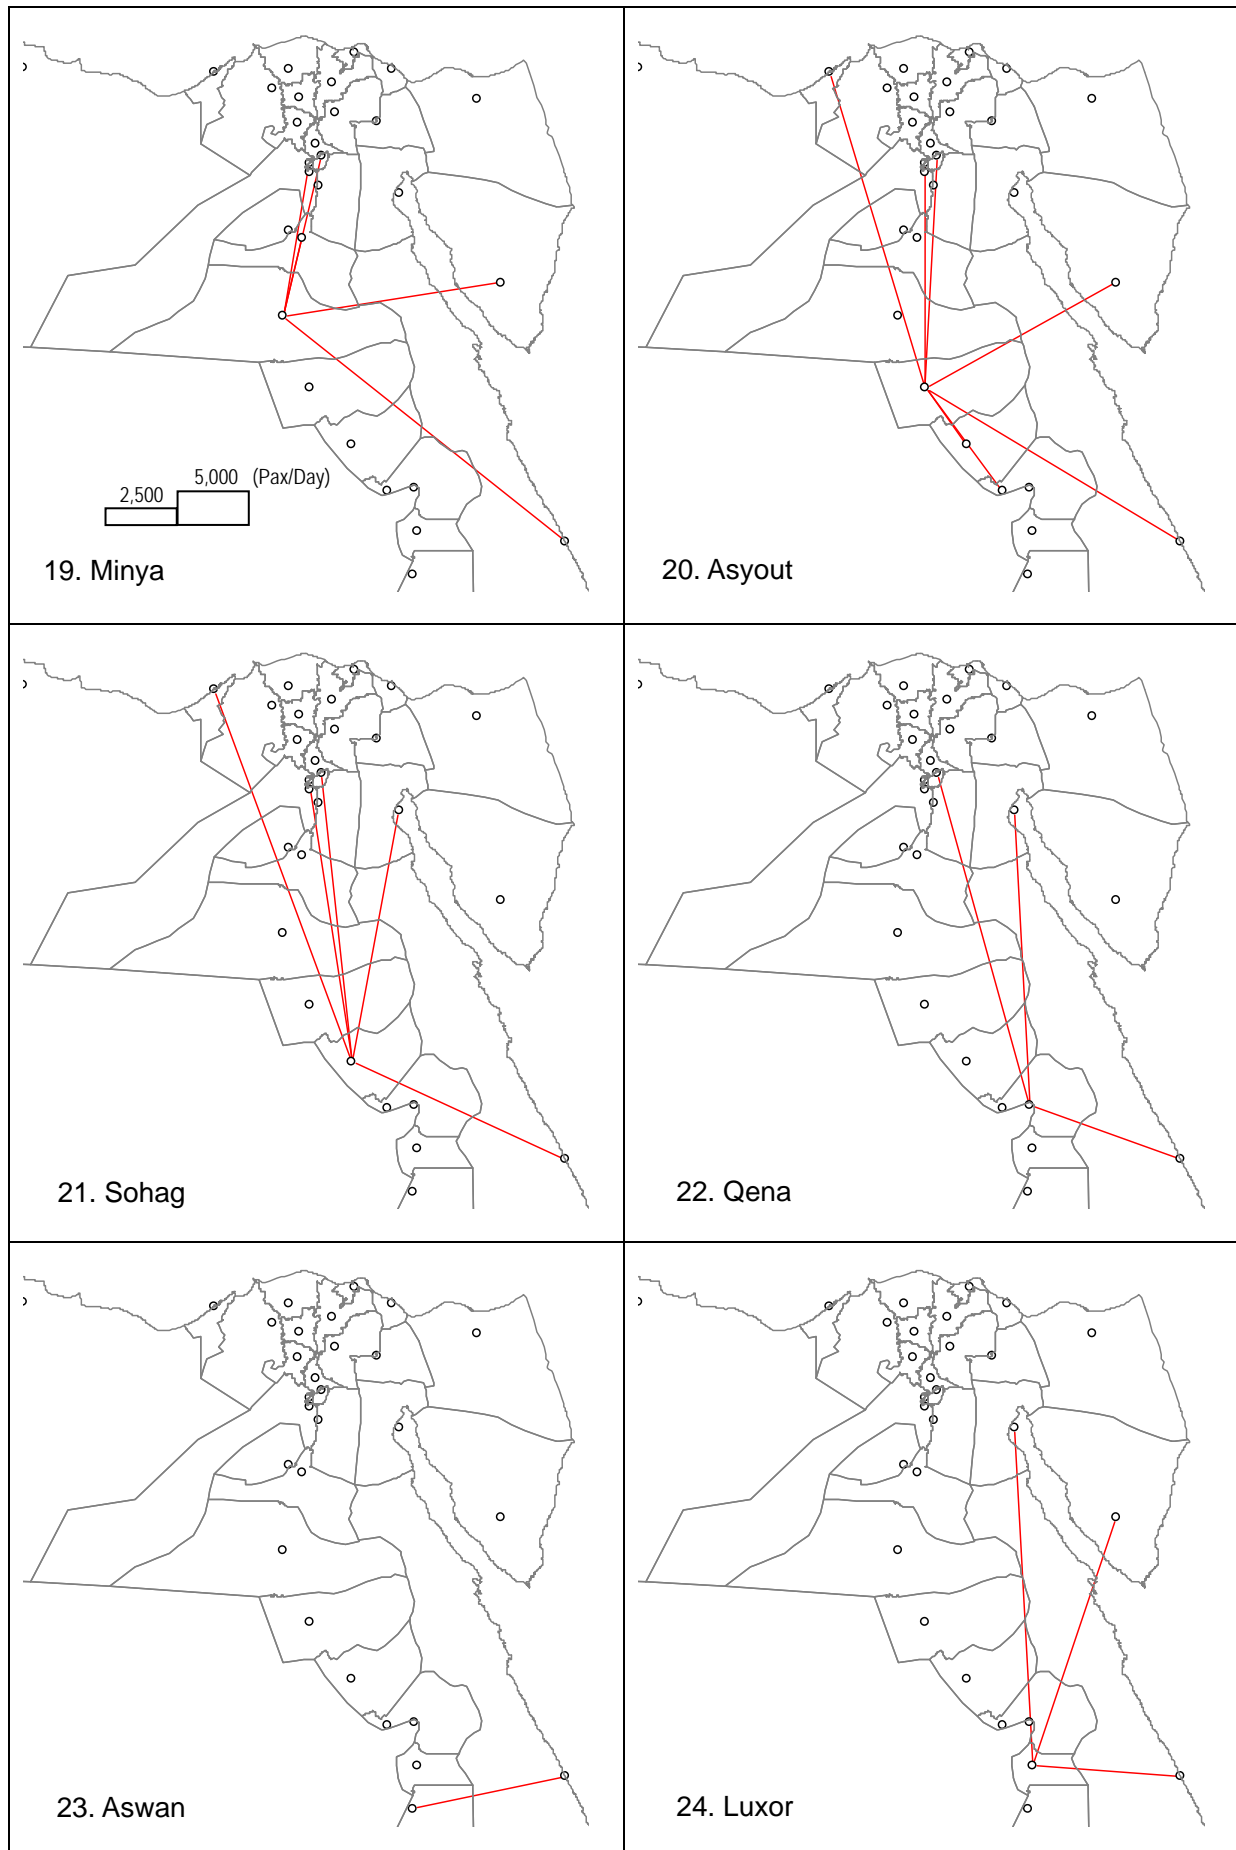 5,000 (Pax/Day)
2,500
19. Minya
20. Asyout
21. Sohag
22. Qena
23. Aswan
24. Luxor